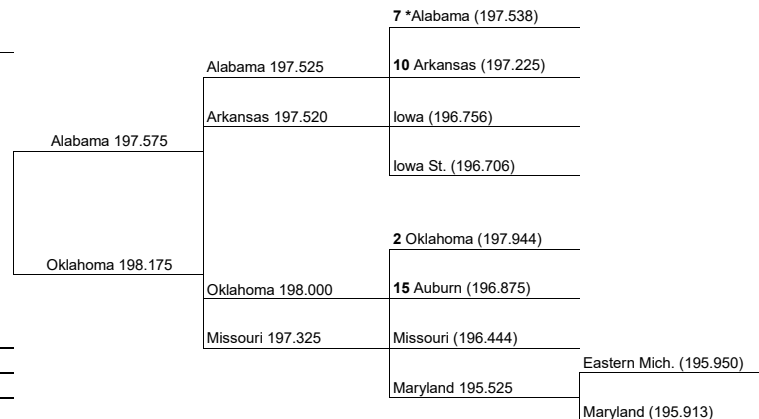 7 *Alabama (197.538)
Alabama 197.525
10 Arkansas (197.225)
Arkansas 197.520
Iowa (196.756)
Alabama 197.575
Iowa St. (196.706)
2 Oklahoma (197.944)
Oklahoma 198.175
Oklahoma 198.000
15 Auburn (196.875)
Missouri 197.325
Missouri (196.444)
Eastern Mich. (195.950)
Maryland 195.525
Maryland (195.913)